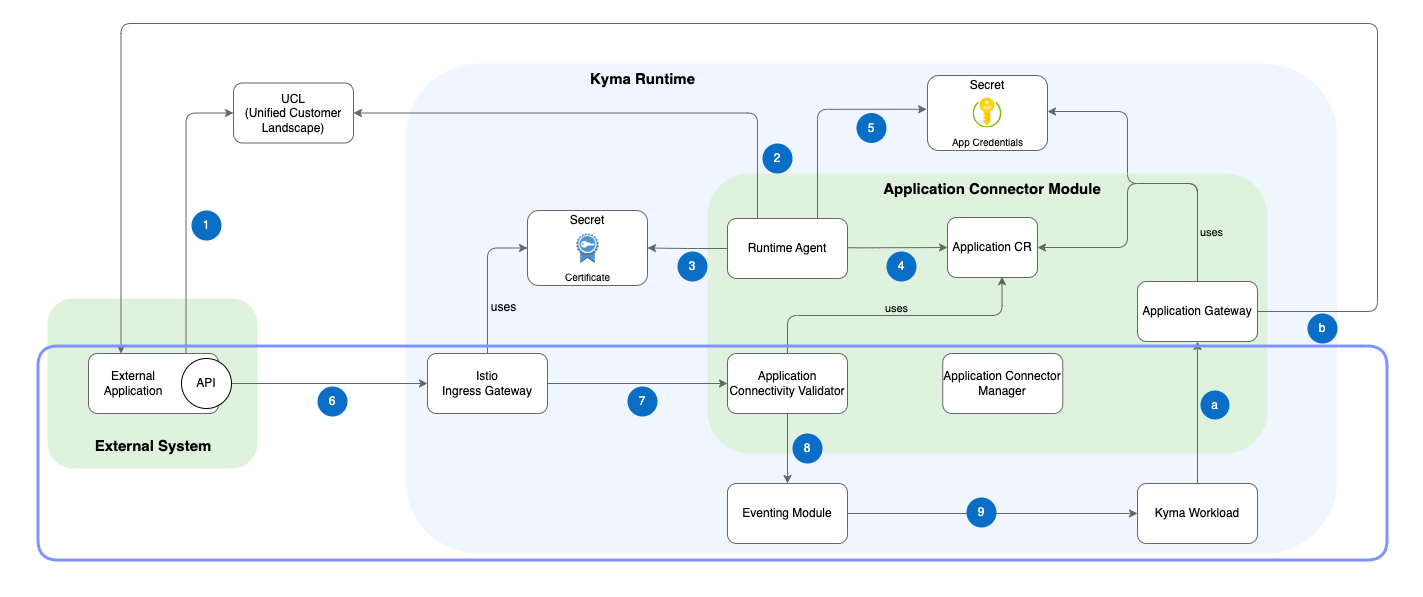 Kyma Runtime
UCL
(Unified Customer
Landscape)
Secret
App Credentials
5
2
Application Connector Module
1
Secret
Certificate
Runtime Agent
Application CR
uses
3
4
uses
uses
Application Gateway
b
External
Application
API
Istio
Ingress Gateway
Application
Connectivity Validator
Application Connector
Manager
6
7
a
External System
8
Eventing Module
9
Kyma Workload